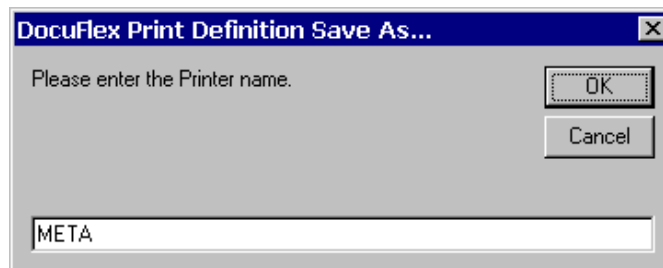 DocuFlex Print Definition Save As...
Please enter the Printer name.
OK
Cancel
META